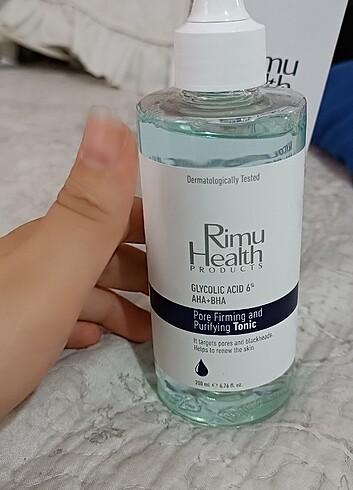 Dermatologically Tested
Rimu
Health
PRODUCTS
GLYCOLIC ACID 6%
AHA+BHA
Pore Firming and
Purifying Tonic
It targets pores and blackheads.
Helps to renew the skin
200 ml ℮ 6.76 fl. oz.